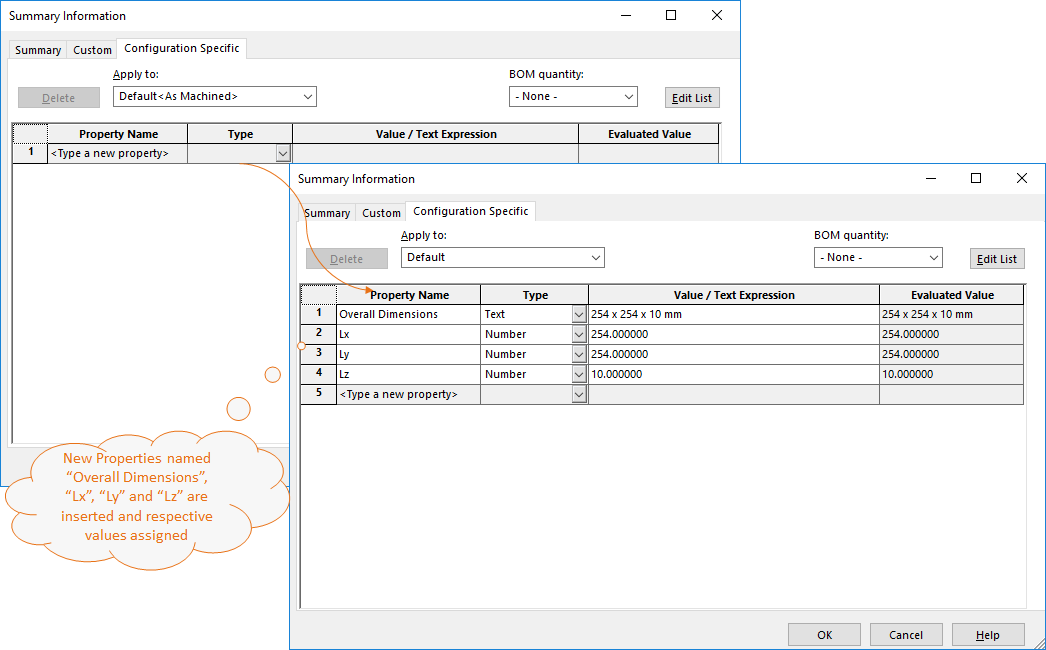 Summary Information
Summary Custom Configuration Specific
Apply to: BOM quantity:
Delete Default<As Machined> - None - Edit List
Property Name Type Value / Text Expression Evaluated Value
1 <Type a new property>
Summary Information
Summary Custom Configuration Specific
Apply to: BOM quantity:
Delete Default - None - Edit List
Property Name Type Value / Text Expression Evaluated Value
1 Overall Dimensions Text 254 x 254 x 10 mm 254 x 254 x 10 mm
2 Lx Number 254.000000 254.000000
3 Ly Number 254.000000 254.000000
4 Lz Number 10.000000 10.000000
5 <Type a new property>
New Properties named
“Overall Dimensions”,
“Lx”, “Ly” and “Lz” are
inserted and respective
values assigned
OK Cancel Help